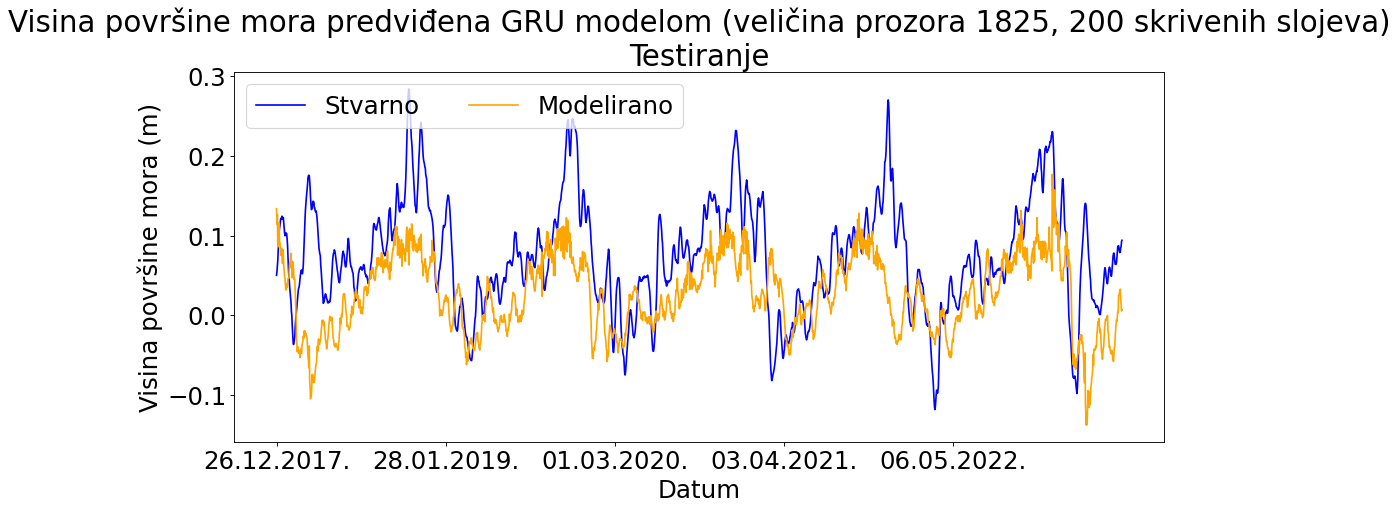 Visina površine mora predviđena GRU modelom (veličina prozora 1825, 200 skrivenih slojeva)
Testiranje
Stvarno
Modelirano
Visina površine mora (m)
0.3
0.2
0.1
0.0
−0.1
26.12.2017.
28.01.2019.
01.03.2020.
03.04.2021.
06.05.2022.
Datum